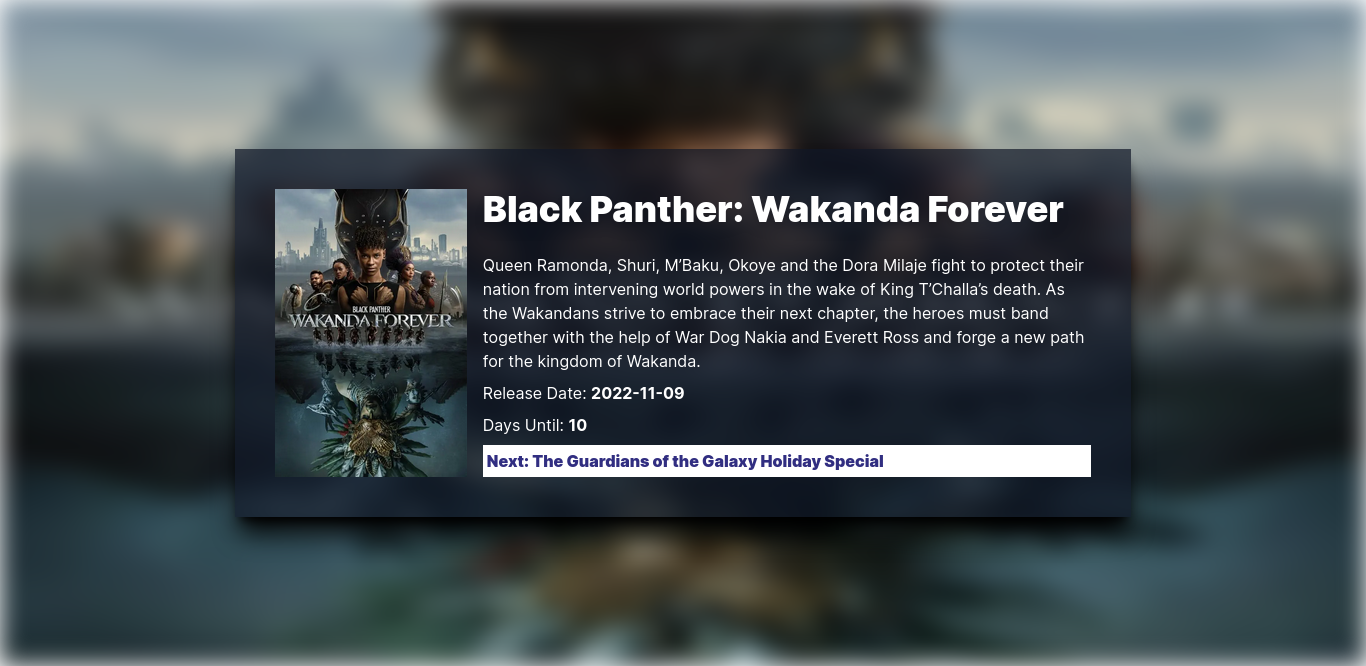 Black Panther: Wakanda Forever
Queen Ramonda, Shuri, M’Baku, Okoye and the Dora Milaje fight to protect their
nation from intervening world powers in the wake of King T’Challa’s death. As
the Wakandans strive to embrace their next chapter, the heroes must band
together with the help of War Dog Nakia and Everett Ross and forge a new path
for the kingdom of Wakanda.
Release Date: 2022-11-09
Days Until: 10
Next: The Guardians of the Galaxy Holiday Special
BLACK PANTHER
WAKANDA FOREVER